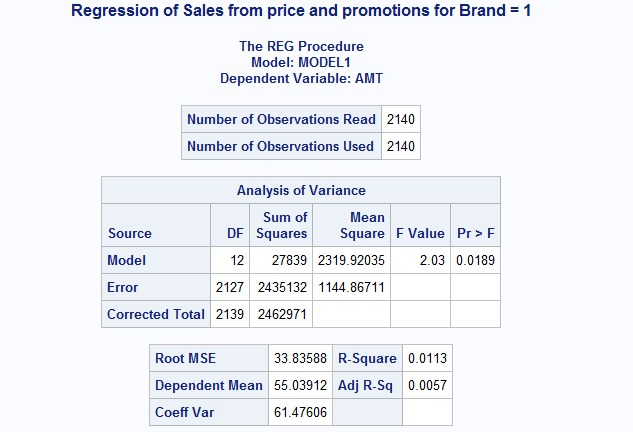 Regression of Sales from price and promotions for Brand = 1
The REG Procedure
Model: MODEL1
Dependent Variable: AMT
Number of Observations Read 2140
Number of Observations Used 2140
Analysis of Variance
Source DF Sum of Squares Mean Square F Value Pr > F
Model 12 27839 2319.92035 2.03 0.0189
Error 2127 2435132 1144.86711
Corrected Total 2139 2462971
Root MSE 33.83588 R-Square 0.0113
Dependent Mean 55.03912 Adj R-Sq 0.0057
Coeff Var 61.47606